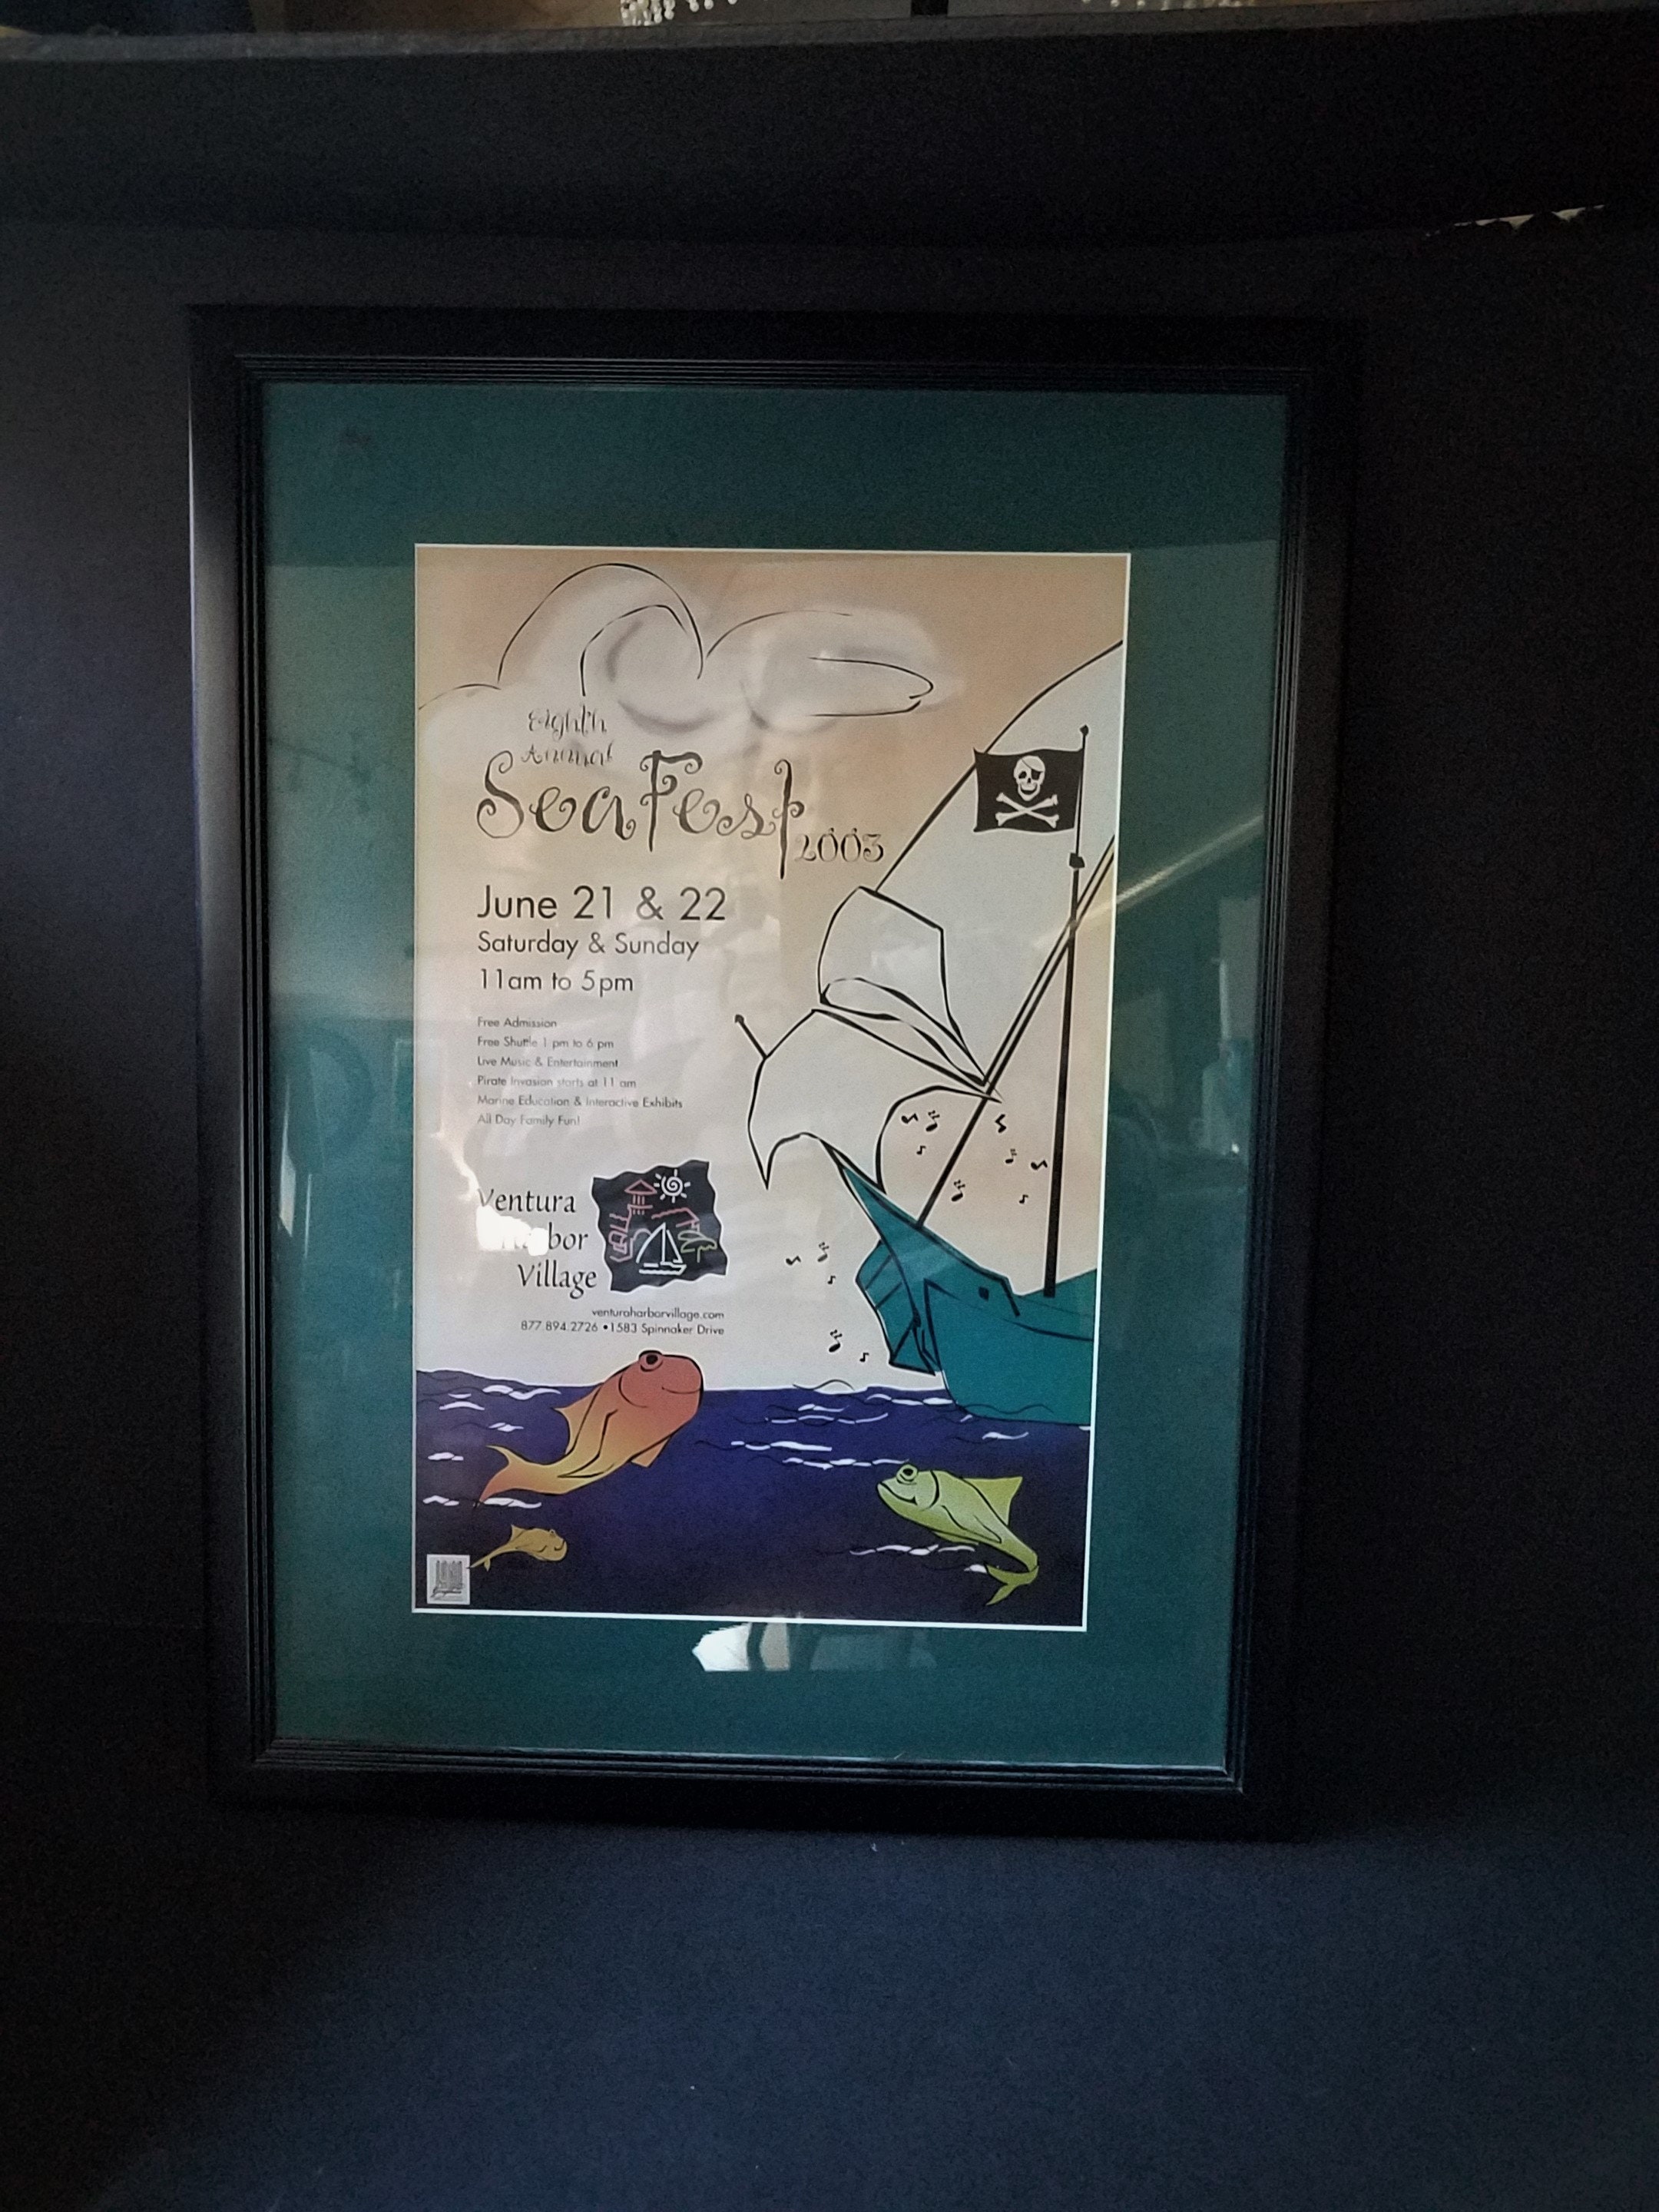 Eighth
Annual
SeaFest
2003
June 21 & 22
Saturday & Sunday
11am to 5pm
Free Admission
Free Shuttle 1 pm to 6 pm
Live Music & Entertainment
Pirate Invasion starts at 11 am
Marine Education & Interactive Exhibits
All Day Family Fun!
Ventura
Harbor
Village
venturaharborvillage.com
877.894.2726 • 1583 Spinnaker Drive